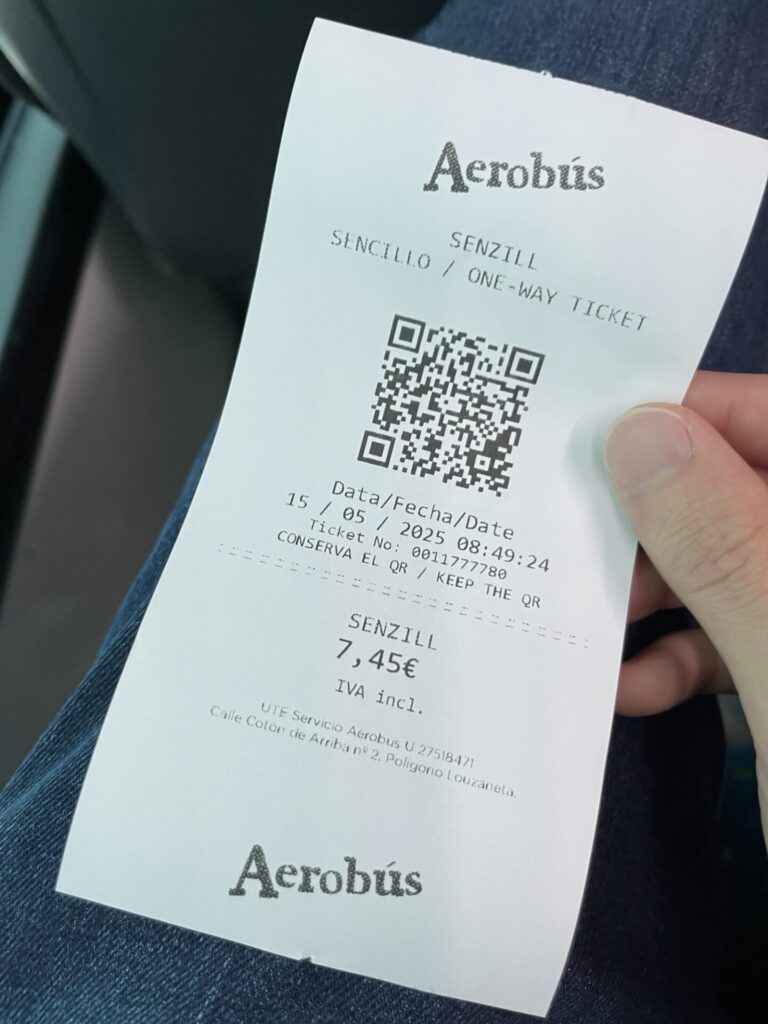 Aerobús
SENZILL
SENCILLO / ONE-WAY TICKET
Data/Fecha/Date
15 / 05 / 2025 08:49:24
Ticket No: 0011777780
CONSERVA EL QR / KEEP THE QR
SENZILL
7,45€
IVA incl.
UTE Servicio Aerobus U 27518471
Calle Cotón de Arriba nº 2, Polígono Louzaneta.
Aerobús